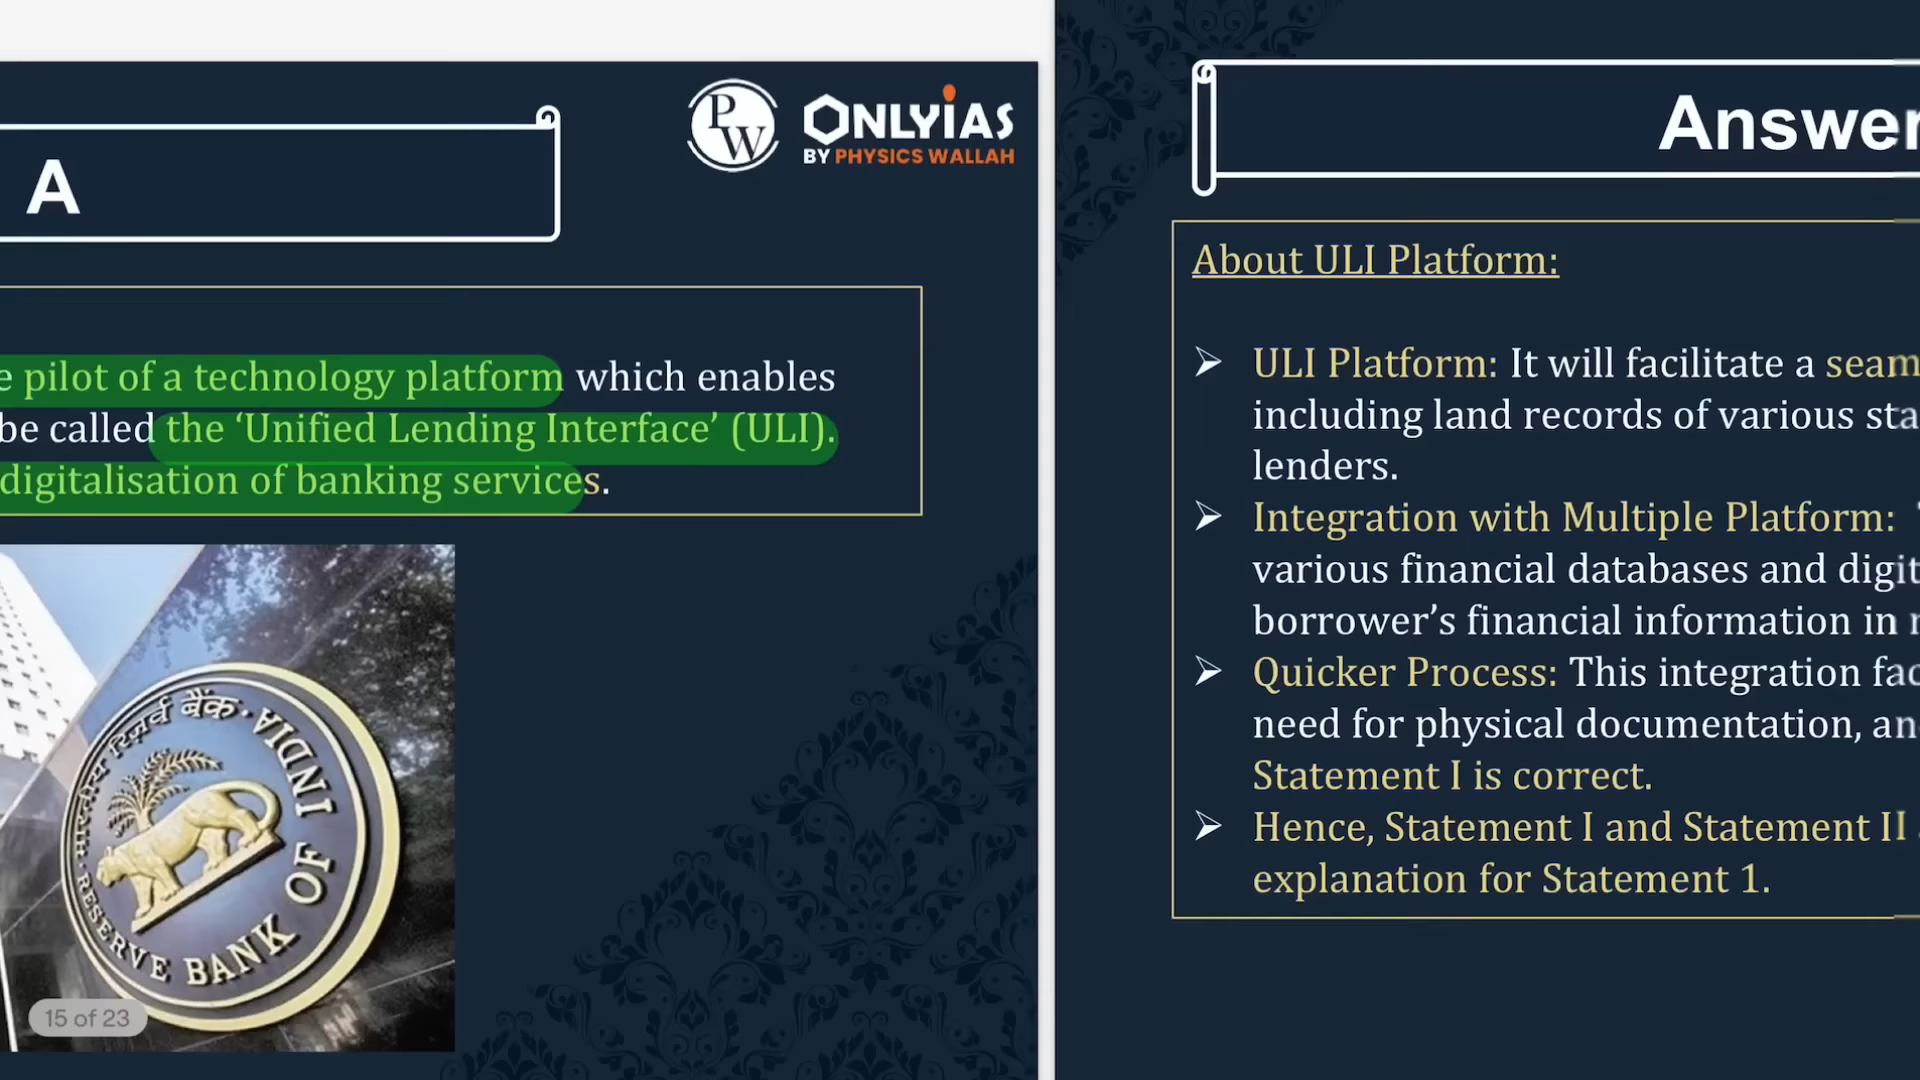 A
PW
ONLYIAS
BY PHYSICS WALLAH
e pilot of a technology platform which enables
be called the ‘Unified Lending Interface’ (ULI).
digitalisation of banking services.
भारतीय रिज़र्व बैंक
RESERVE BANK OF INDIA
15 of 23
Answer
About ULI Platform:
➢ ULI Platform: It will facilitate a seam
including land records of various sta
lenders.
➢ Integration with Multiple Platform:
various financial databases and digit
borrower’s financial information in
➢ Quicker Process: This integration fac
need for physical documentation, an
Statement I is correct.
➢ Hence, Statement I and Statement II
explanation for Statement 1.